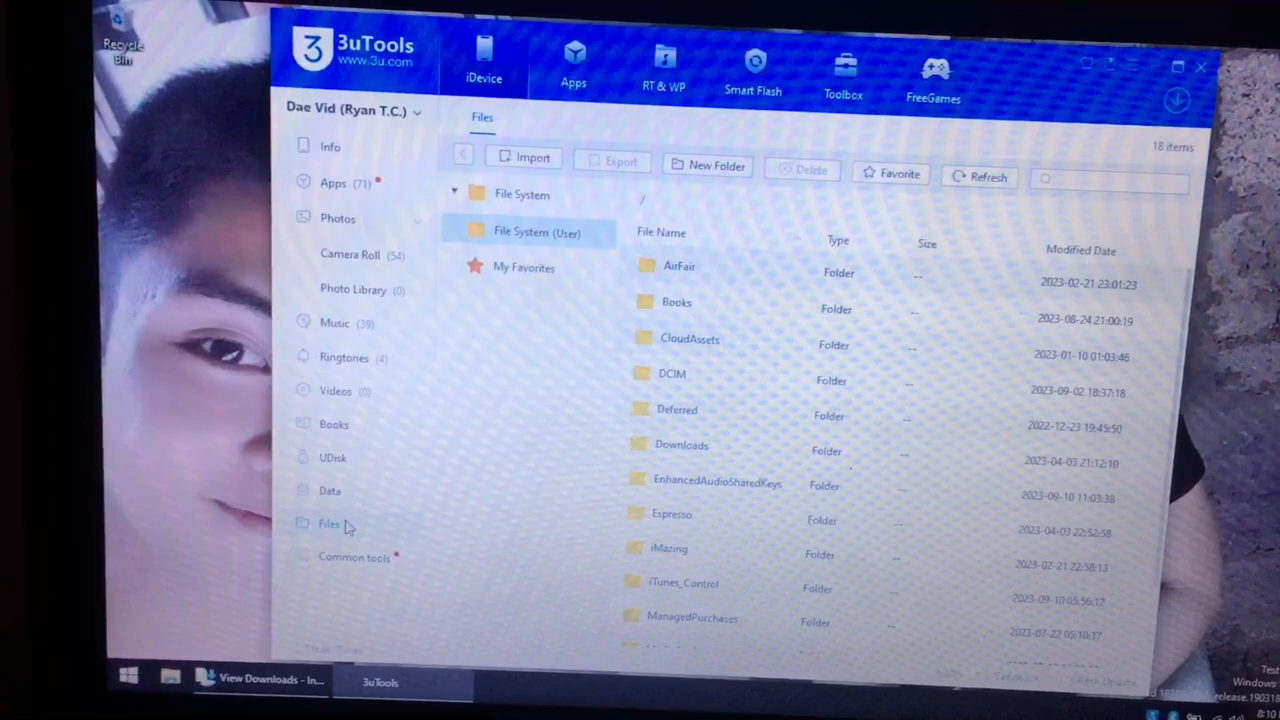 Recycle
Bin
3 3uTools
www.3u.com
iDevice
Apps
RT & WP
Smart Flash
Toolbox
FreeGames
Dae Vid (Ryan T.C.)
Info
Apps (71)
Photos
Camera Roll (54)
Photo Library (0)
Music (39)
Ringtones (4)
Videos (0)
Books
UDisk
Data
Files
Common tools
Files
18 items
Import
Export
New Folder
Delete
Favorite
Refresh
File System
File System (User)
My Favorites
/
File Name Type Size Modified Date
AirFair Folder -- 2023-02-21 23:01:23
Books Folder -- 2023-08-24 21:00:19
CloudAssets Folder -- 2023-01-10 01:03:46
DCIM Folder -- 2023-09-02 18:37:18
Deferred Folder -- 2022-12-23 19:45:50
Downloads Folder -- 2023-04-03 21:12:10
EnhancedAudioSharedKeys Folder -- 2023-09-10 11:03:38
Espresso Folder -- 2023-04-03 22:52:58
iMazing Folder -- 2023-02-21 22:58:13
iTunes_Control Folder -- 2023-09-10 05:56:12
ManagedPurchases Folder -- 2023-07-22 05:10:37
View Downloads - In...
3uTools
Test
Windows
release.190318
8:10